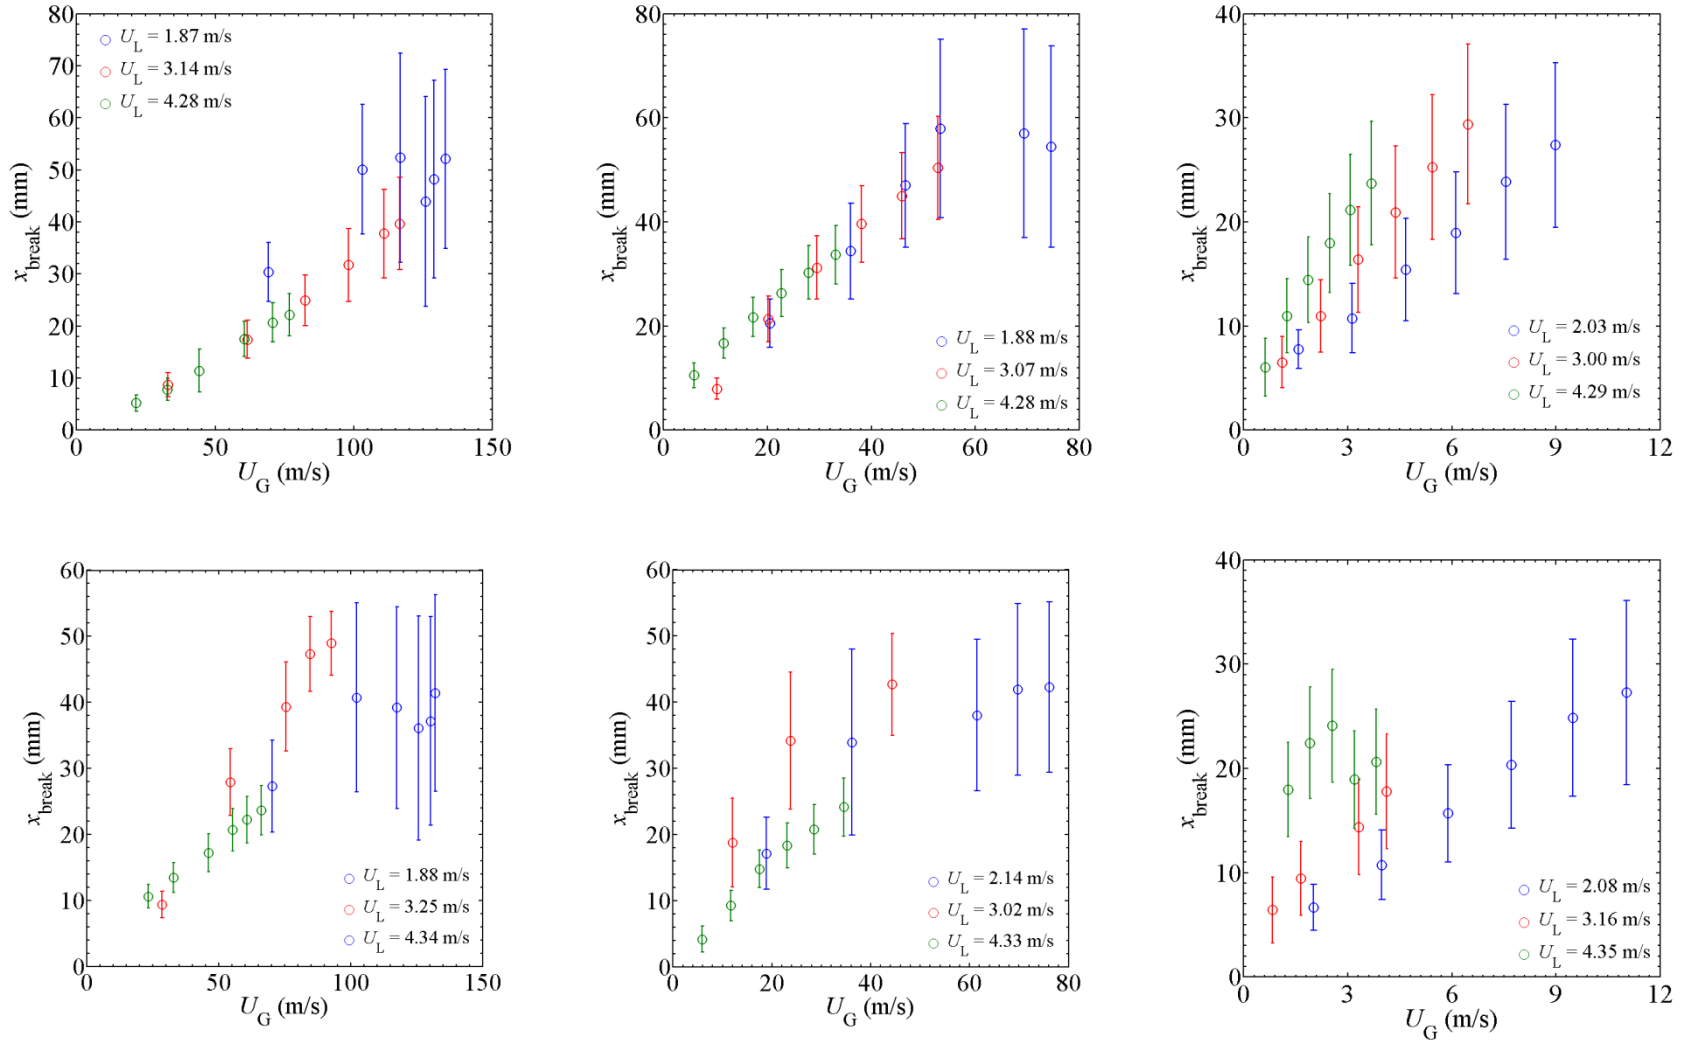 80
70
60
50
40
30
20
10
0
x_break (mm)
U_L = 1.87 m/s
U_L = 3.14 m/s
U_L = 4.28 m/s
0 50 100 150
U_G (m/s)
80
60
40
20
0
x_break (mm)
U_L = 1.88 m/s
U_L = 3.07 m/s
U_L = 4.28 m/s
0 20 40 60 80
U_G (m/s)
40
30
20
10
0
x_break (mm)
U_L = 2.03 m/s
U_L = 3.00 m/s
U_L = 4.29 m/s
0 3 6 9 12
U_G (m/s)
60
50
40
30
20
10
0
x_break (mm)
U_L = 1.88 m/s
U_L = 3.25 m/s
U_L = 4.34 m/s
0 50 100 150
U_G (m/s)
60
50
40
30
20
10
0
x_break (mm)
U_L = 2.14 m/s
U_L = 3.02 m/s
U_L = 4.33 m/s
0 20 40 60 80
U_G (m/s)
40
30
20
10
0
x_break (mm)
U_L = 2.08 m/s
U_L = 3.16 m/s
U_L = 4.35 m/s
0 3 6 9 12
U_G (m/s)